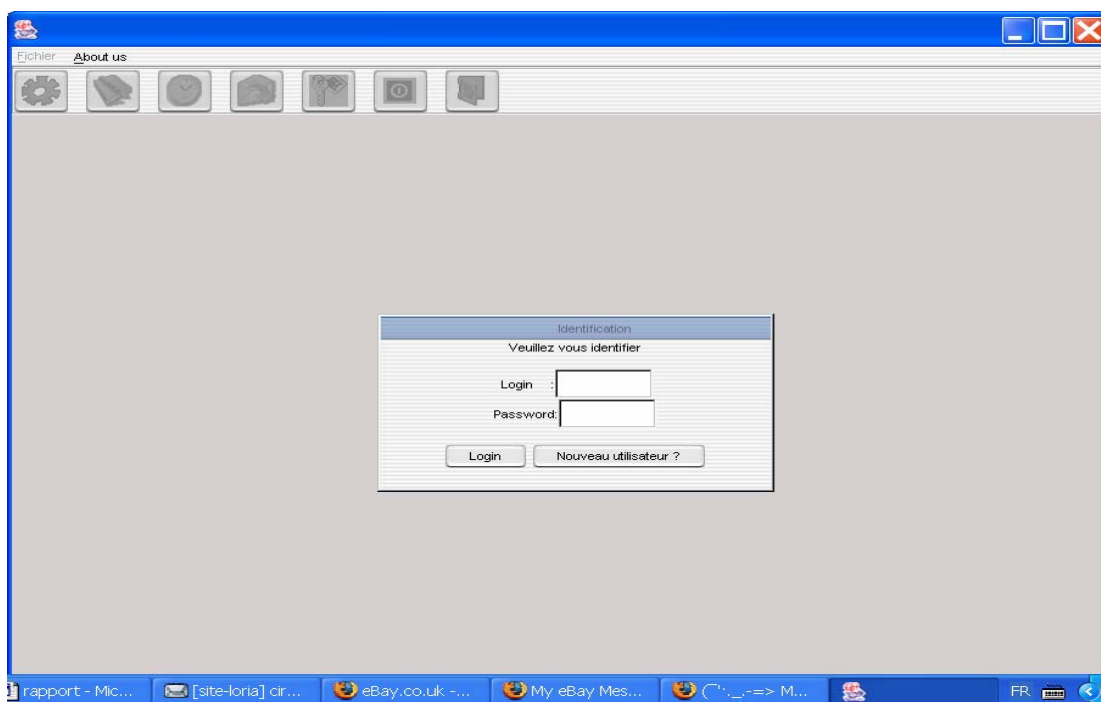 Fichier About us
Identification
Veuillez vous identifier
Login :
Password:
Login Nouveau utilisateur ?
rapport - Mic... [site-loria] cir... eBay.co.uk -... My eBay Mes... (¯`·._.-=> M... FR